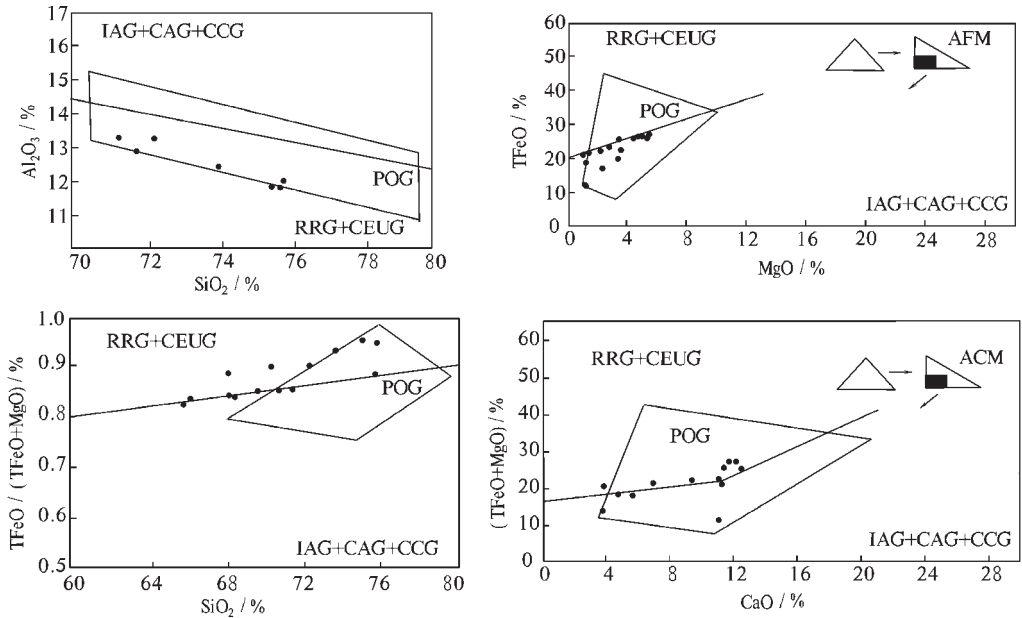 17
16
15
14
13
12
11
10
Al₂O₃ / %
IAG+CAG+CCG
POG
RRG+CEUG
70
72
74
76
78
80
SiO₂ / %
60
50
40
30
20
10
0
TFeO / %
RRG+CEUG
AFM
POG
IAG+CAG+CCG
0
4
8
12
16
20
24
28
MgO / %
1.0
0.9
0.8
0.7
0.6
0.5
TFeO / (TFeO+MgO) / %
RRG+CEUG
POG
IAG+CAG+CCG
60
64
68
72
76
80
SiO₂ / %
60
50
40
30
20
10
0
(TFeO+MgO) / %
RRG+CEUG
ACM
POG
IAG+CAG+CCG
0
4
8
12
16
20
24
28
CaO / %